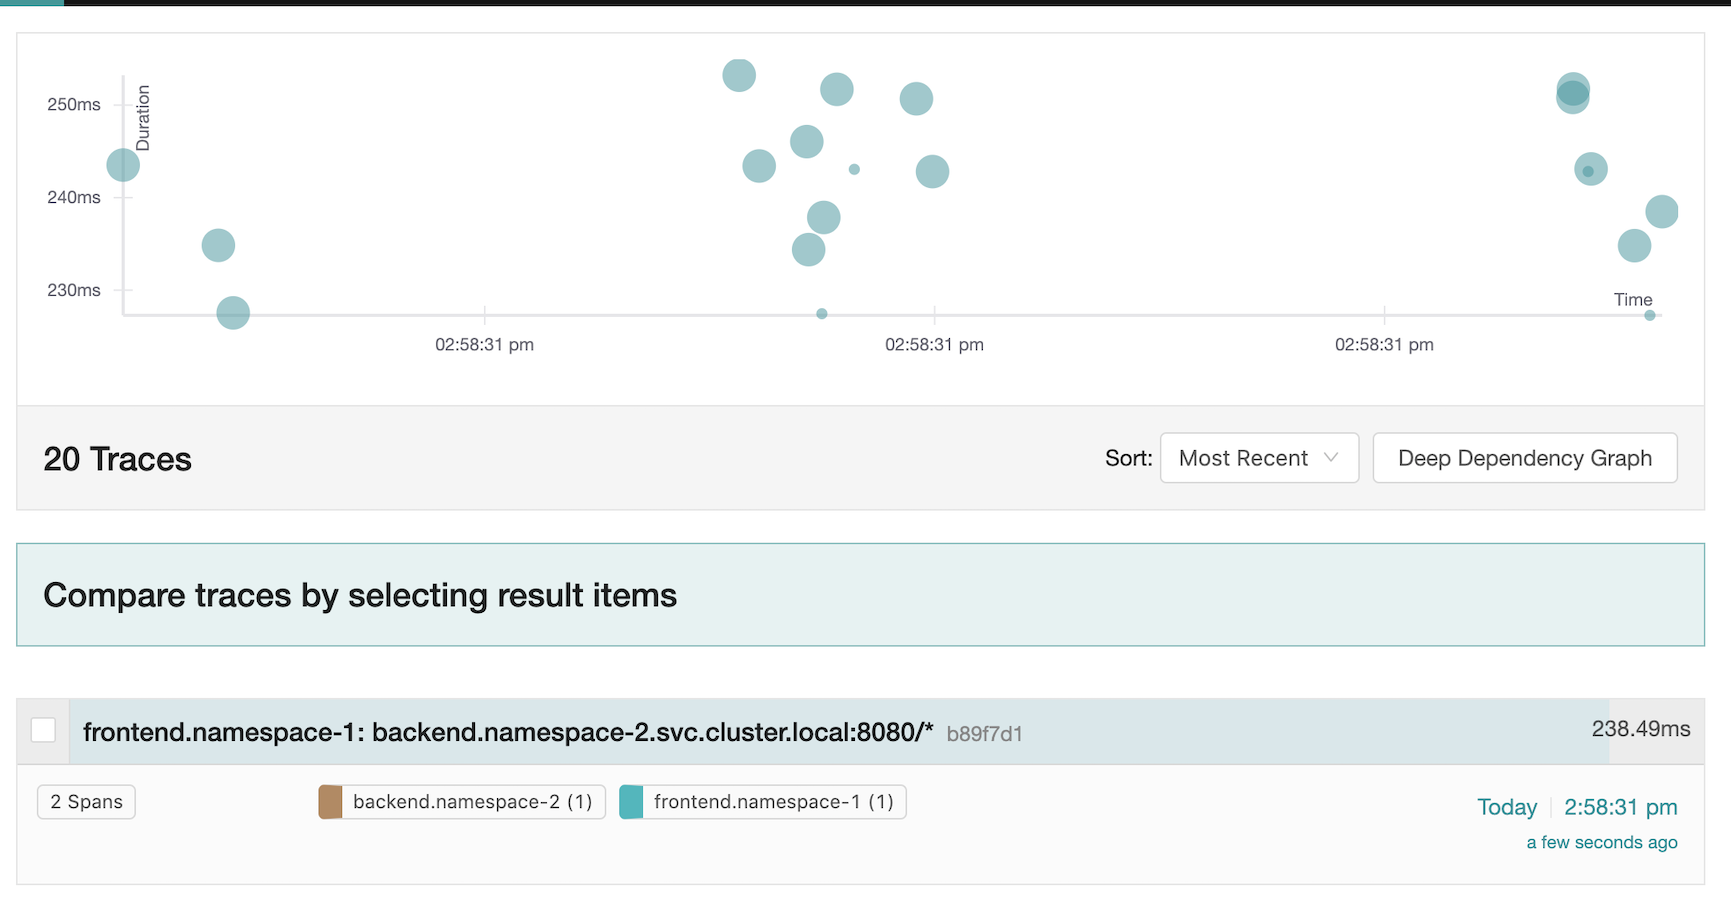 Duration
250ms
240ms
230ms
Time
02:58:31 pm 02:58:31 pm 02:58:31 pm
20 Traces Sort: Most Recent Deep Dependency Graph
Compare traces by selecting result items
frontend.namespace-1: backend.namespace-2.svc.cluster.local:8080/* b89f7d1 238.49ms
2 Spans backend.namespace-2 (1) frontend.namespace-1 (1) Today 2:58:31 pm
a few seconds ago